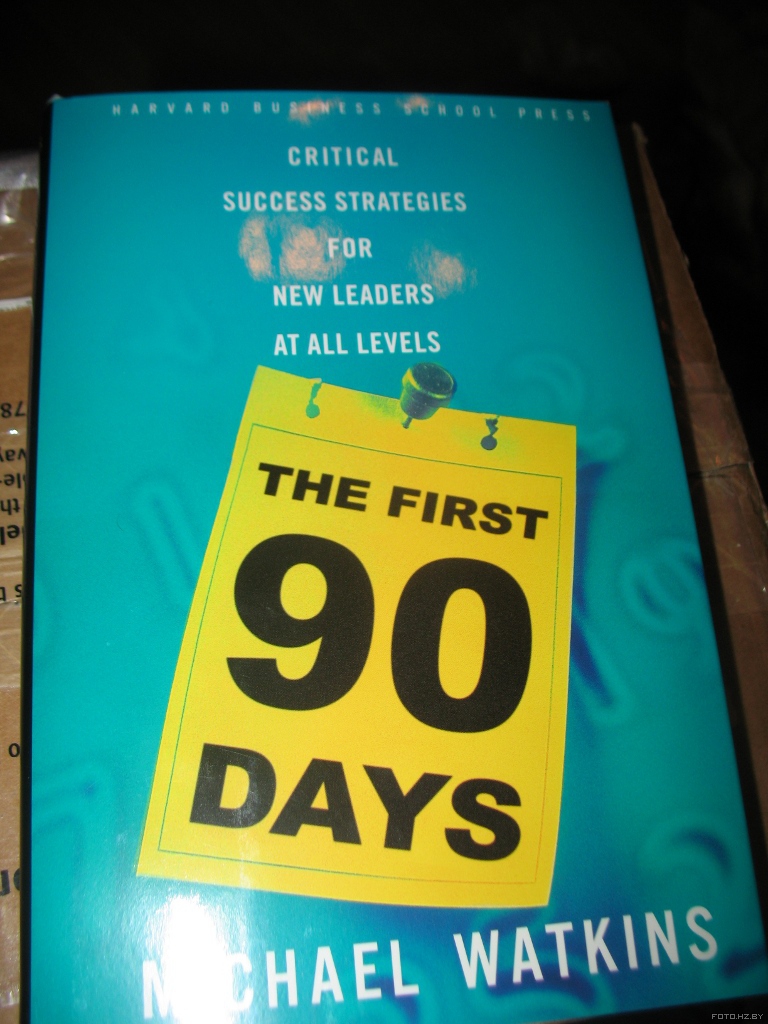 HARVARD BUSINESS SCHOOL PRESS
CRITICAL
SUCCESS STRATEGIES
FOR
NEW LEADERS
AT ALL LEVELS
THE FIRST
90
DAYS
MICHAEL WATKINS
FOTO.HZ.BY